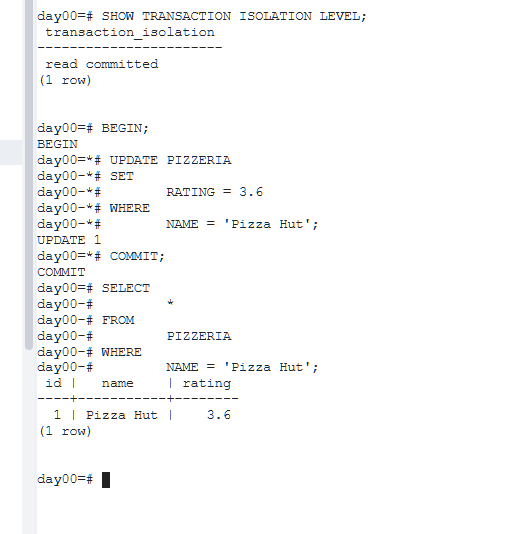 day00=# SHOW TRANSACTION ISOLATION LEVEL;
 transaction_isolation
-----------------------
 read committed
(1 row)
day00=# BEGIN;
BEGIN
day00=*# UPDATE PIZZERIA
day00-*# SET
day00-*#        RATING = 3.6
day00-*# WHERE
day00-*#        NAME = 'Pizza Hut';
UPDATE 1
day00=*# COMMIT;
COMMIT
day00=# SELECT
day00-#         *
day00-# FROM
day00-#         PIZZERIA
day00-# WHERE
day00-#         NAME = 'Pizza Hut';
 id |   name    | rating
----+-----------+--------
  1 | Pizza Hut |    3.6
(1 row)
day00=#